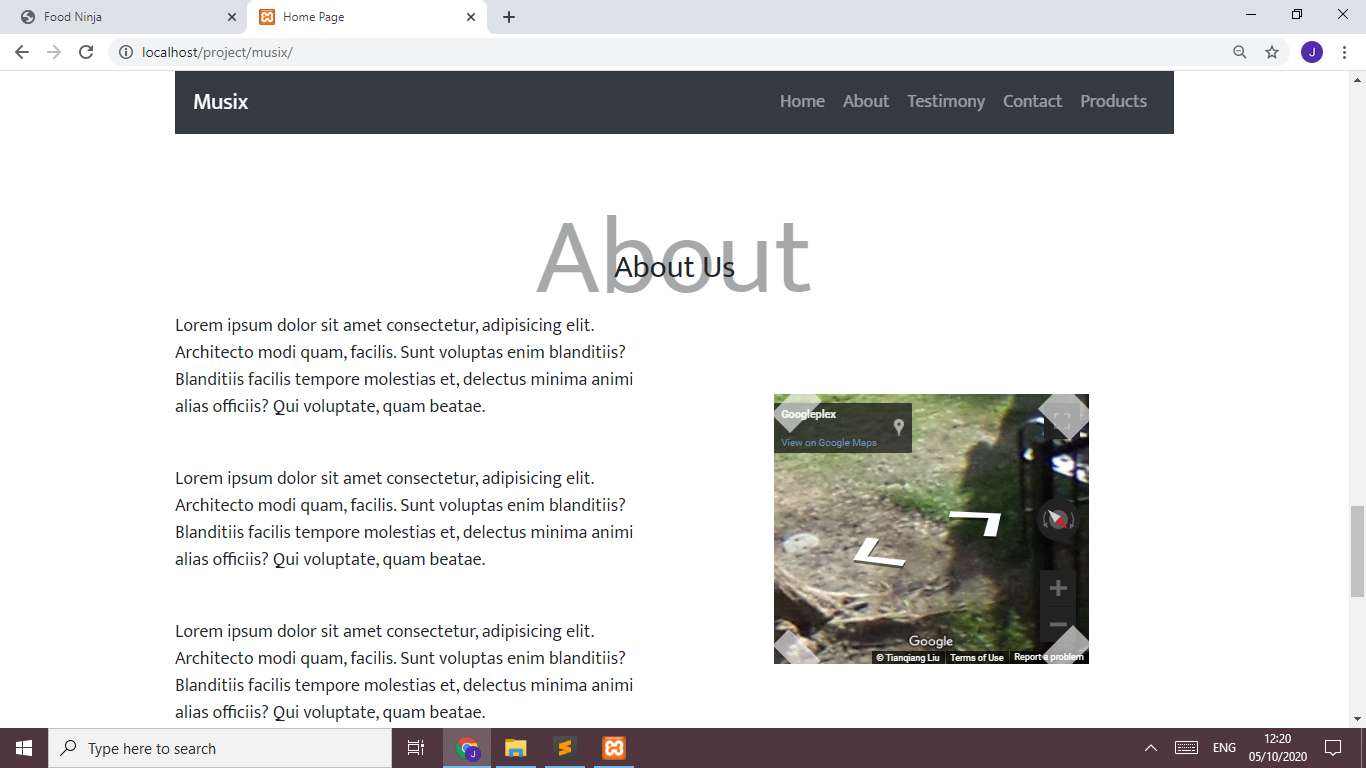 Food Ninja
Home Page
localhost/project/musix/
J
Musix
Home About Testimony Contact Products
About
About Us
Lorem ipsum dolor sit amet consectetur, adipisicing elit.
Architecto modi quam, facilis. Sunt voluptas enim blanditiis?
Blanditiis facilis tempore molestias et, delectus minima animi
alias officiis? Qui voluptate, quam beatae.
Lorem ipsum dolor sit amet consectetur, adipisicing elit.
Architecto modi quam, facilis. Sunt voluptas enim blanditiis?
Blanditiis facilis tempore molestias et, delectus minima animi
alias officiis? Qui voluptate, quam beatae.
Lorem ipsum dolor sit amet consectetur, adipisicing elit.
Architecto modi quam, facilis. Sunt voluptas enim blanditiis?
Blanditiis facilis tempore molestias et, delectus minima animi
alias officiis? Qui voluptate, quam beatae.
Googleplex
View on Google Maps
Google
© Tianqiang Liu Terms of Use Report a problem
Type here to search
J
ENG
12:20
05/10/2020